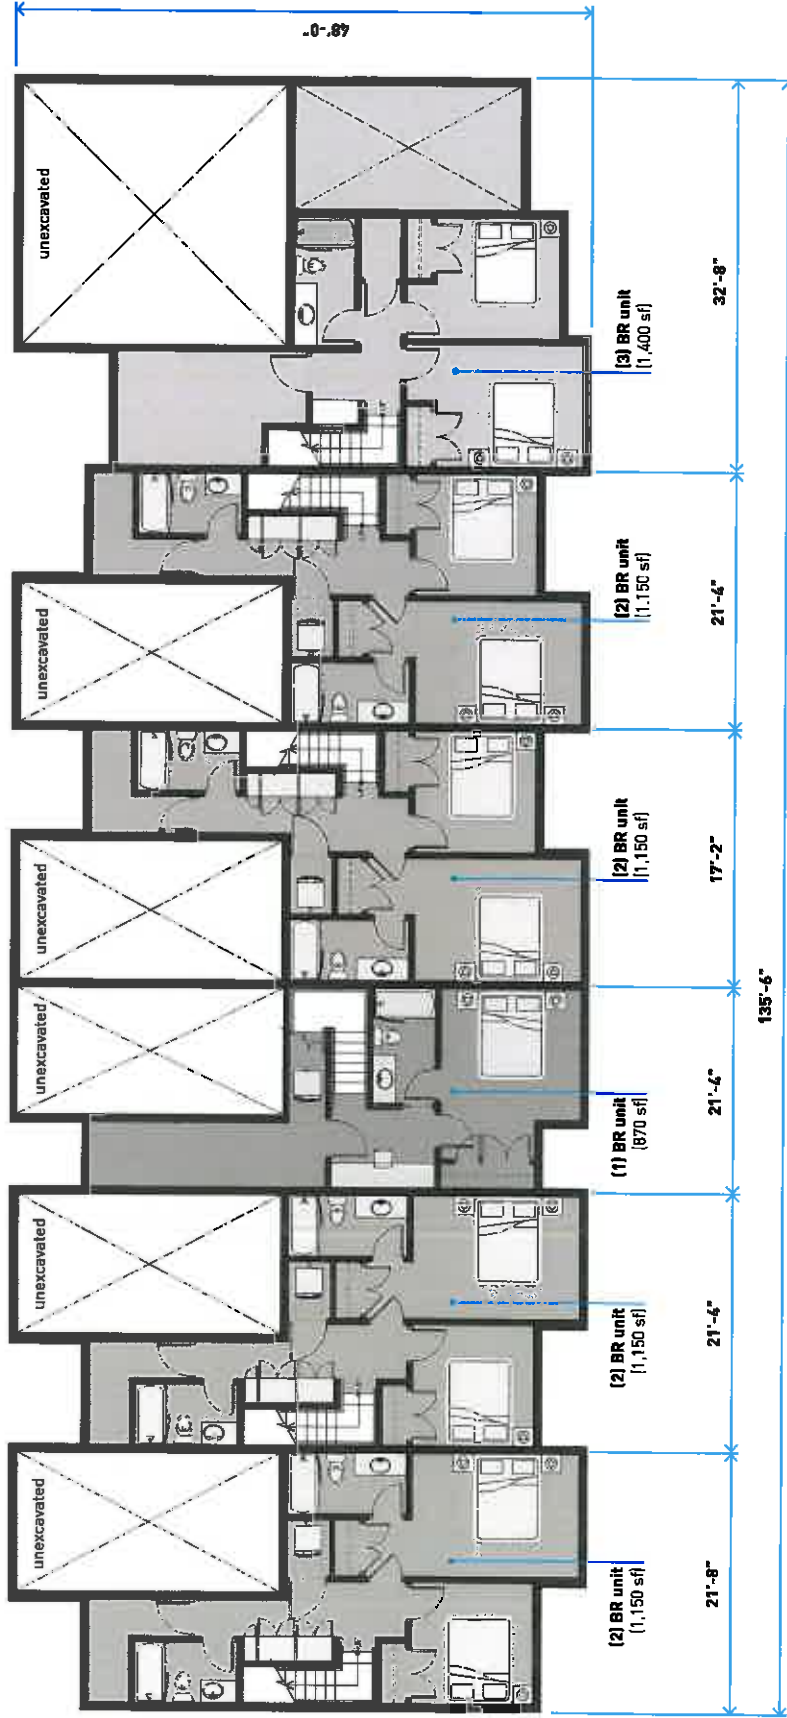 unexcavated
unexcavated
unexcavated
unexcavated
unexcavated
unexcavated
48'-0"
(2) BR unit
[1,150 sf]
(2) BR unit
[1,150 sf]
(1) BR unit
[870 sf]
(2) BR unit
[1,150 sf]
(2) BR unit
[1.150 sf]
(3) BR unit
[1,400 sf]
21'-8"
21'-4"
21'-4"
17'-2"
21'-4"
32'-8"
135'-6"